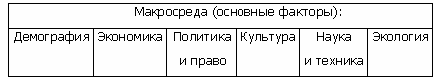 Макросреда (основные факторы):
Демография Экономика Политика Культура Наука Экология
и право и техника